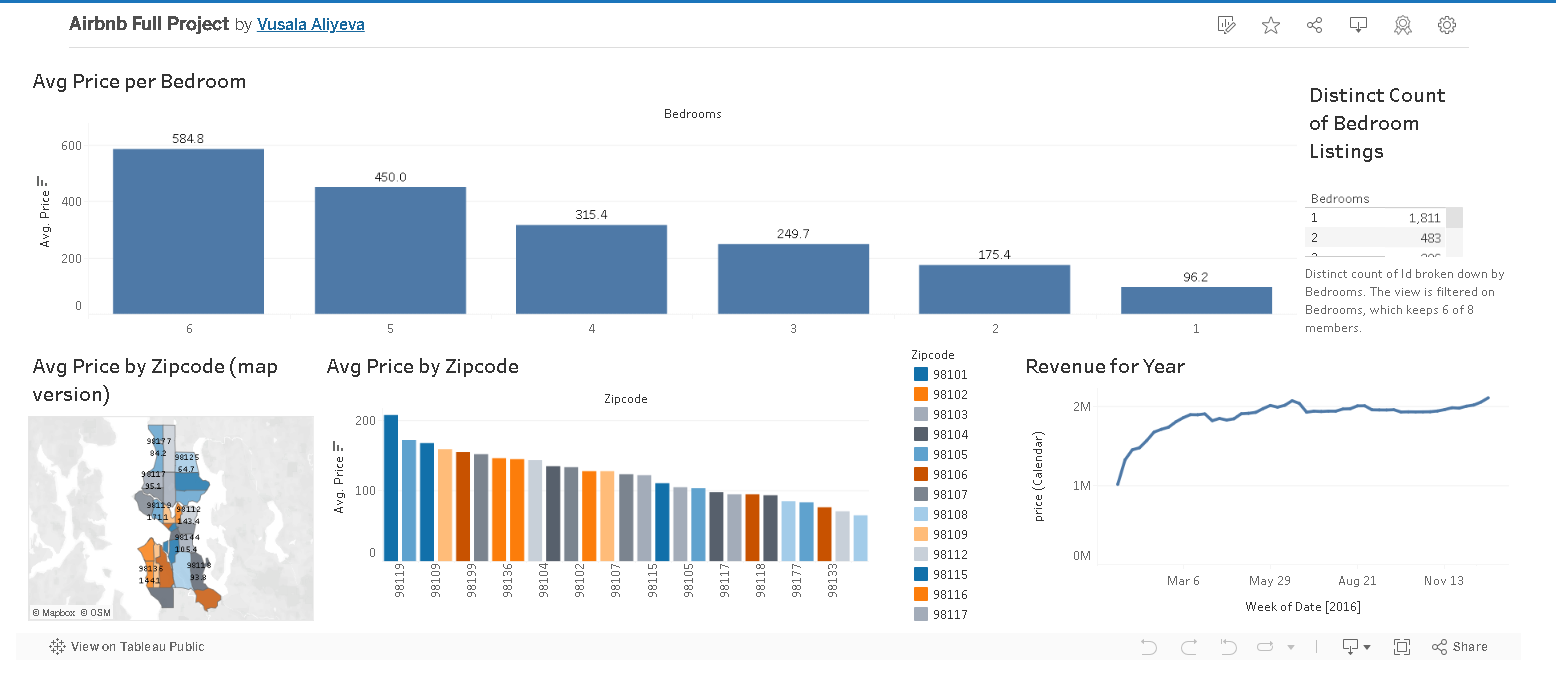 Airbnb Full Project by Vusala Aliyeva
Avg Price per Bedroom
Bedrooms
Avg. Price
600
400
200
0
584.8
450.0
315.4
249.7
175.4
96.2
6
5
4
3
2
1
Distinct Count
of Bedroom
Listings
Bedrooms
1 1,811
2 483
Distinct count of Id broken down by
Bedrooms. The view is filtered on
Bedrooms, which keeps 6 of 8
members.
Avg Price by Zipcode (map
version)
98177
84.2
98125
98117
95.1
98112
171.1
143.4
98144
105.4
98136
144.1
93.8
© Mapbox © OSM
Avg Price by Zipcode
Zipcode
Avg. Price
200
100
0
98119
98109
98199
98136
98104
98102
98107
98115
98105
98117
98118
98177
98133
Zipcode
98101
98102
98103
98104
98105
98106
98107
98108
98109
98112
98115
98116
98117
Revenue for Year
price (Calendar)
2M
1M
0M
Mar 6
May 29
Aug 21
Nov 13
Week of Date [2016]
View on Tableau Public
Share